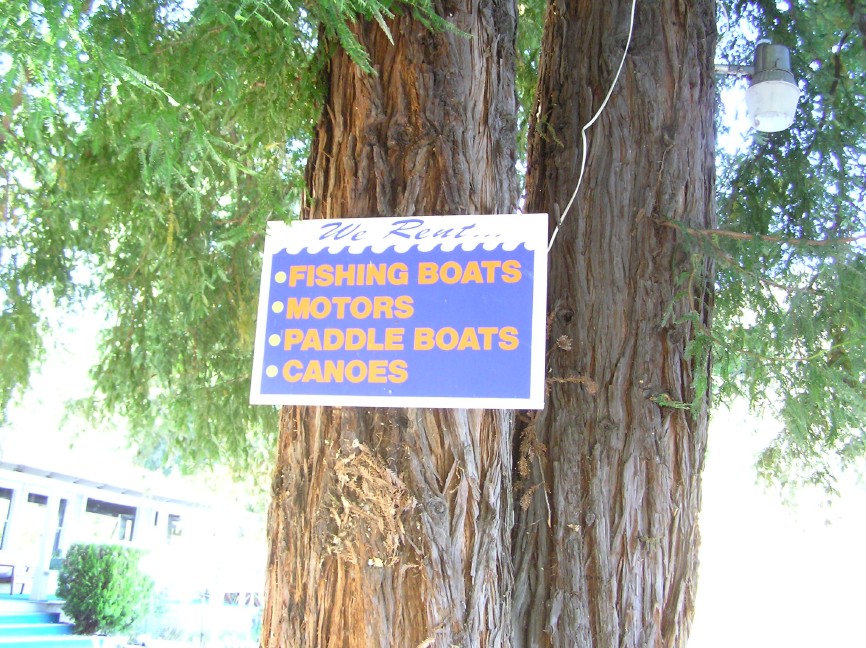 We Rent...
• FISHING BOATS
• MOTORS
• PADDLE BOATS
• CANOES